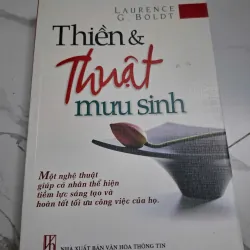 LAURENCE
G. BOLDT
Thiền &
Thuật
mưu sinh
Một nghệ thuật
giúp cá nhân thể hiện
tiềm lực sáng tạo và
hoàn tất tối ưu công việc của họ.
NHÀ XUẤT BẢN VĂN HÓA THÔNG TIN